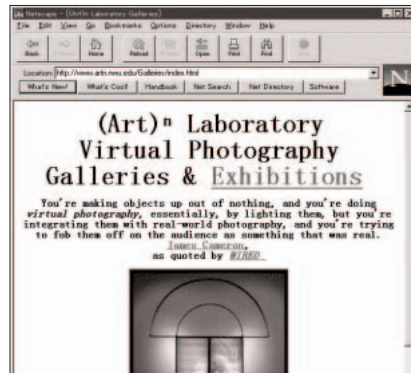 Netscape - [(Art)n Laboratory Galleries]
File Edit View Go Bookmarks Options Directory Window Help
Back Home Reload Open Print Find
Location: http://www.artn.nwu.edu/Galleries/index.html
What's New! What's Cool! Handbook Net Search Net Directory Software
N
(Art)ⁿ Laboratory
Virtual Photography
Galleries & Exhibitions
You're making objects up out of nothing, and you're doing
virtual photography, essentially, by lighting them, but you're
integrating them with real-world photography, and you're trying
to fob them off on the audience as something that was real.
James Cameron,
as quoted by WIRED